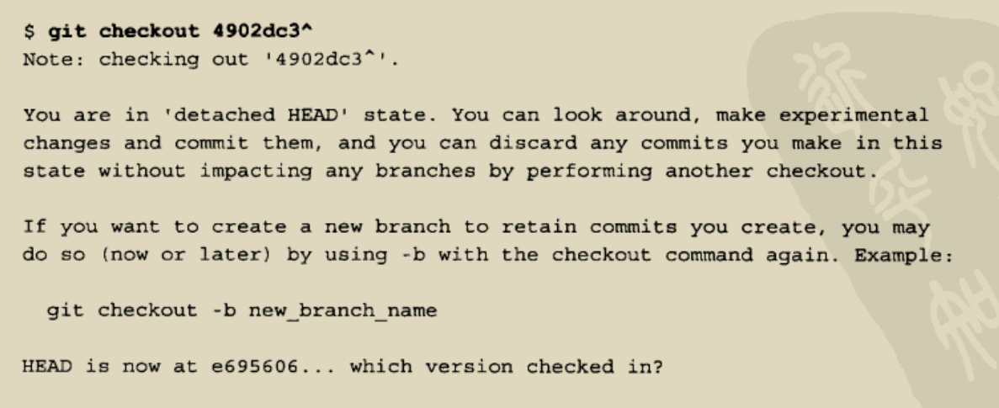 $ git checkout 4902dc3^
Note: checking out '4902dc3^'.
You are in 'detached HEAD' state. You can look around, make experimental
changes and commit them, and you can discard any commits you make in this
state without impacting any branches by performing another checkout.
If you want to create a new branch to retain commits you create, you may
do so (now or later) by using -b with the checkout command again. Example:
git checkout -b new_branch_name
HEAD is now at e695606... which version checked in?